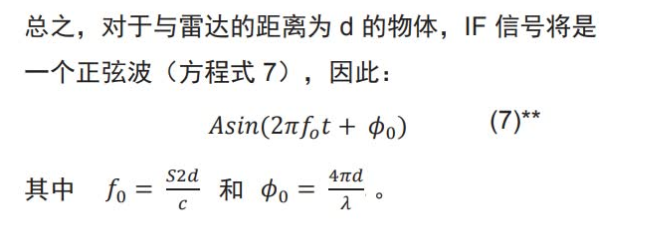 总之，对于与雷达的距离为 d 的物体，IF 信号将是
一个正弦波（方程式 7），因此：
Asin(2πfₒt + ϕ₀) (7)**
其中 f₀ = S2d/c 和 ϕ₀ = 4πd/λ 。